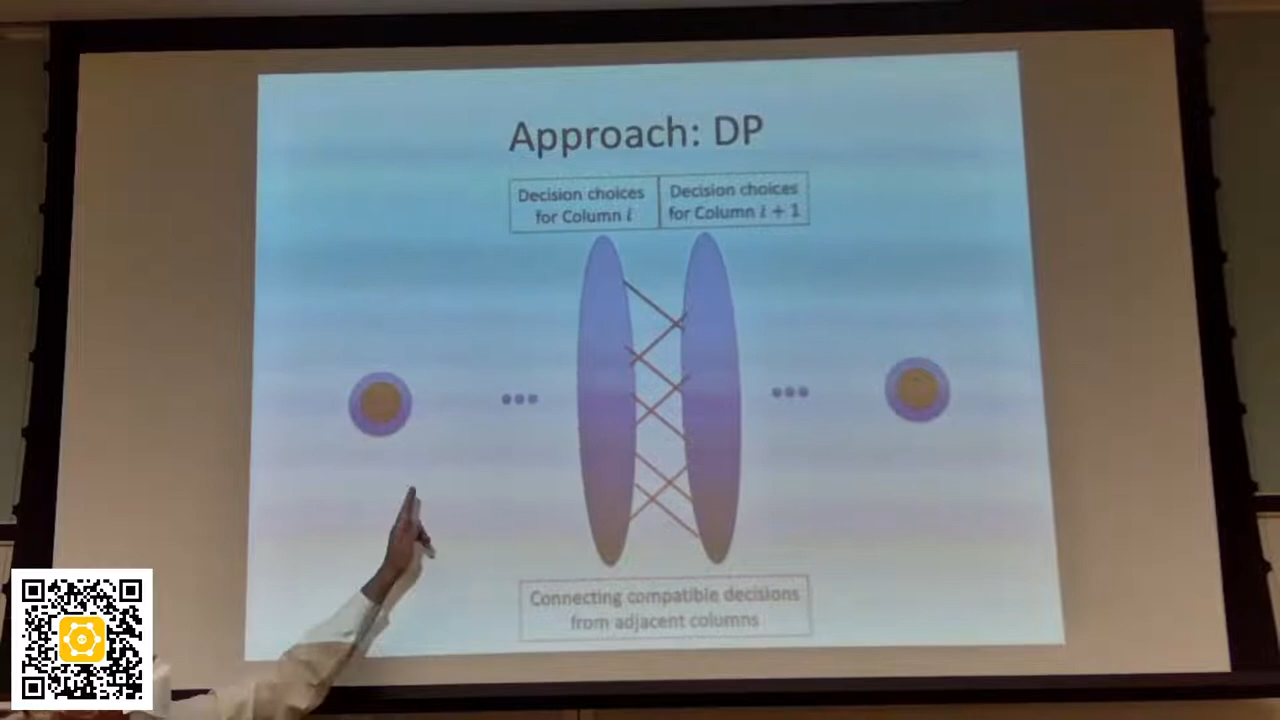 Approach: DP
Decision choices
for Column i
Decision choices
for Column i + 1
Connecting compatible decisions
from adjacent columns